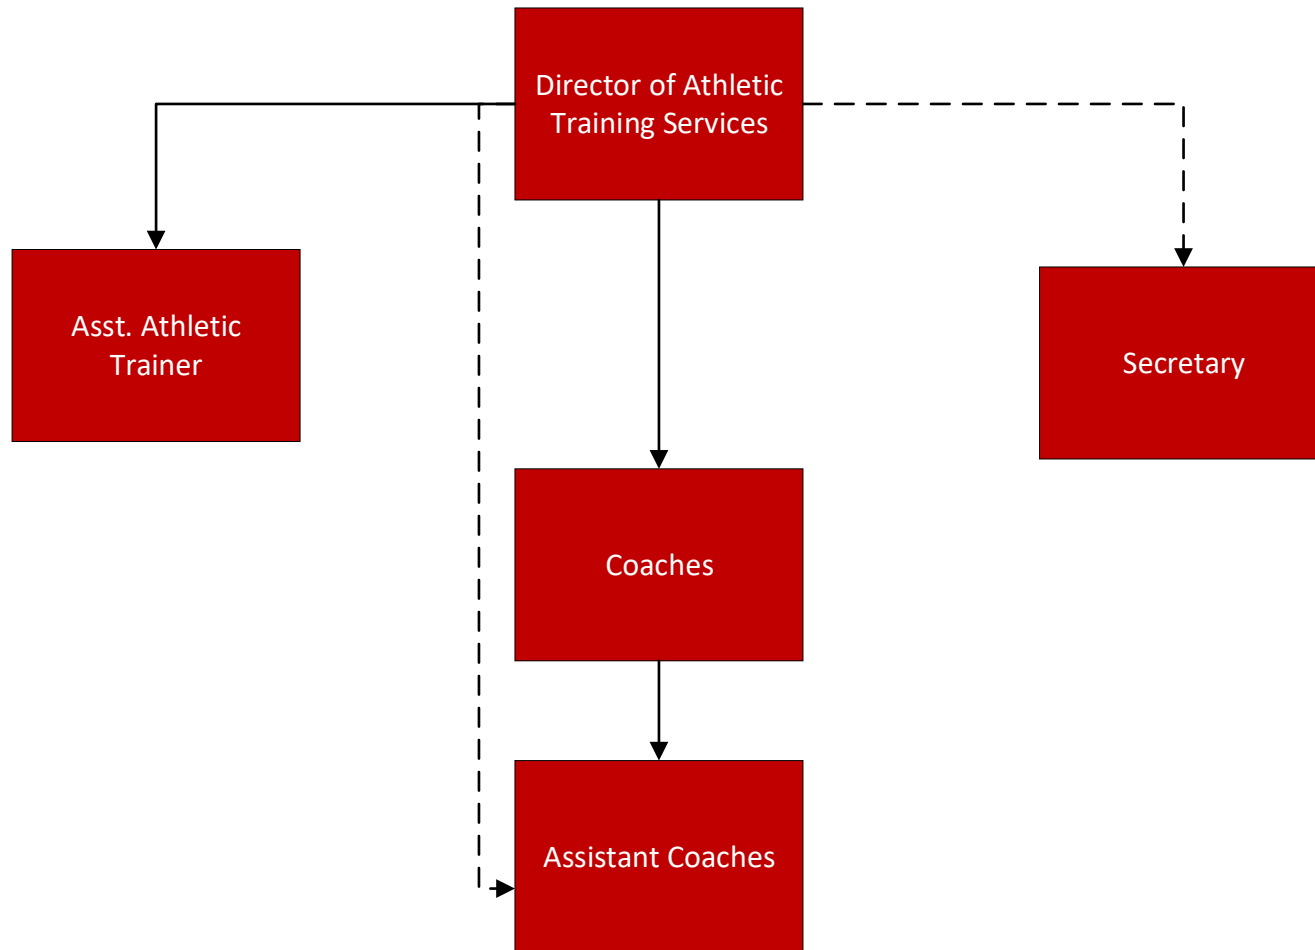 Director of Athletic
Training Services
Asst. Athletic
Trainer
Secretary
Coaches
Assistant Coaches